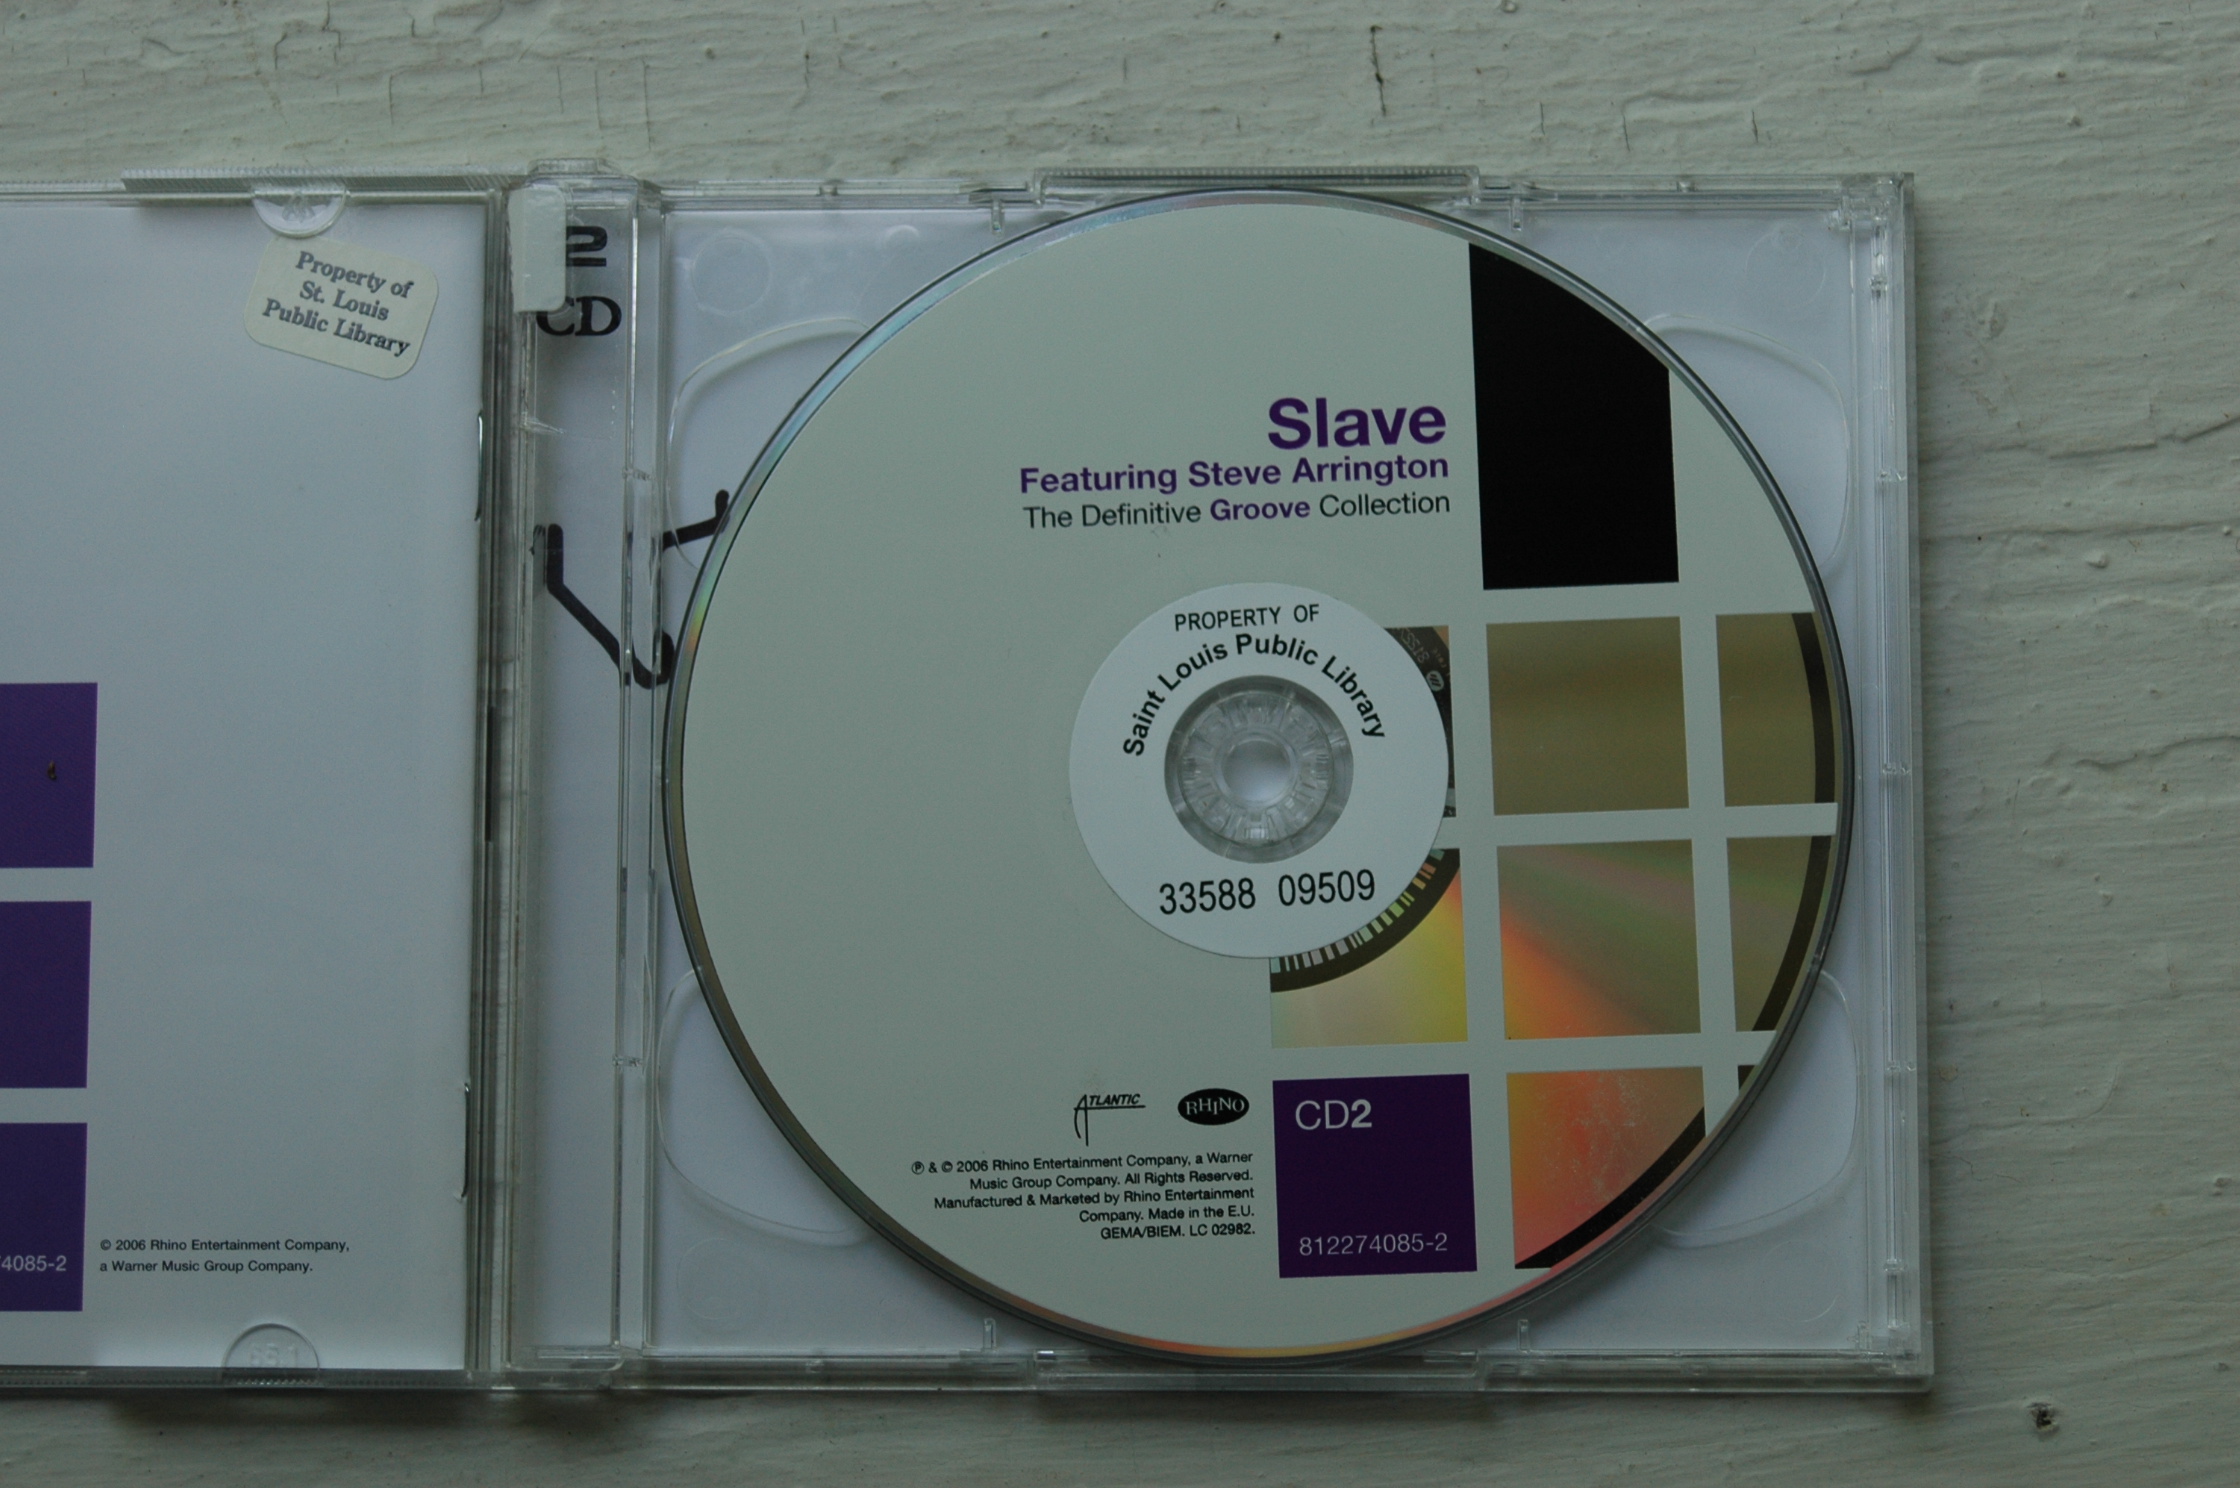 Property of
St. Louis
Public Library
4085-2
© 2006 Rhino Entertainment Company,
a Warner Music Group Company.
2
CD
Slave
Featuring Steve Arrington
The Definitive Groove Collection
PROPERTY OF
Saint Louis Public Library
33588 09509
ATLANTIC
RHINO
℗ & © 2006 Rhino Entertainment Company, a Warner
Music Group Company. All Rights Reserved.
Manufactured & Marketed by Rhino Entertainment
Company. Made in the E.U.
GEMA/BIEM. LC 02982.
CD2
812274085-2